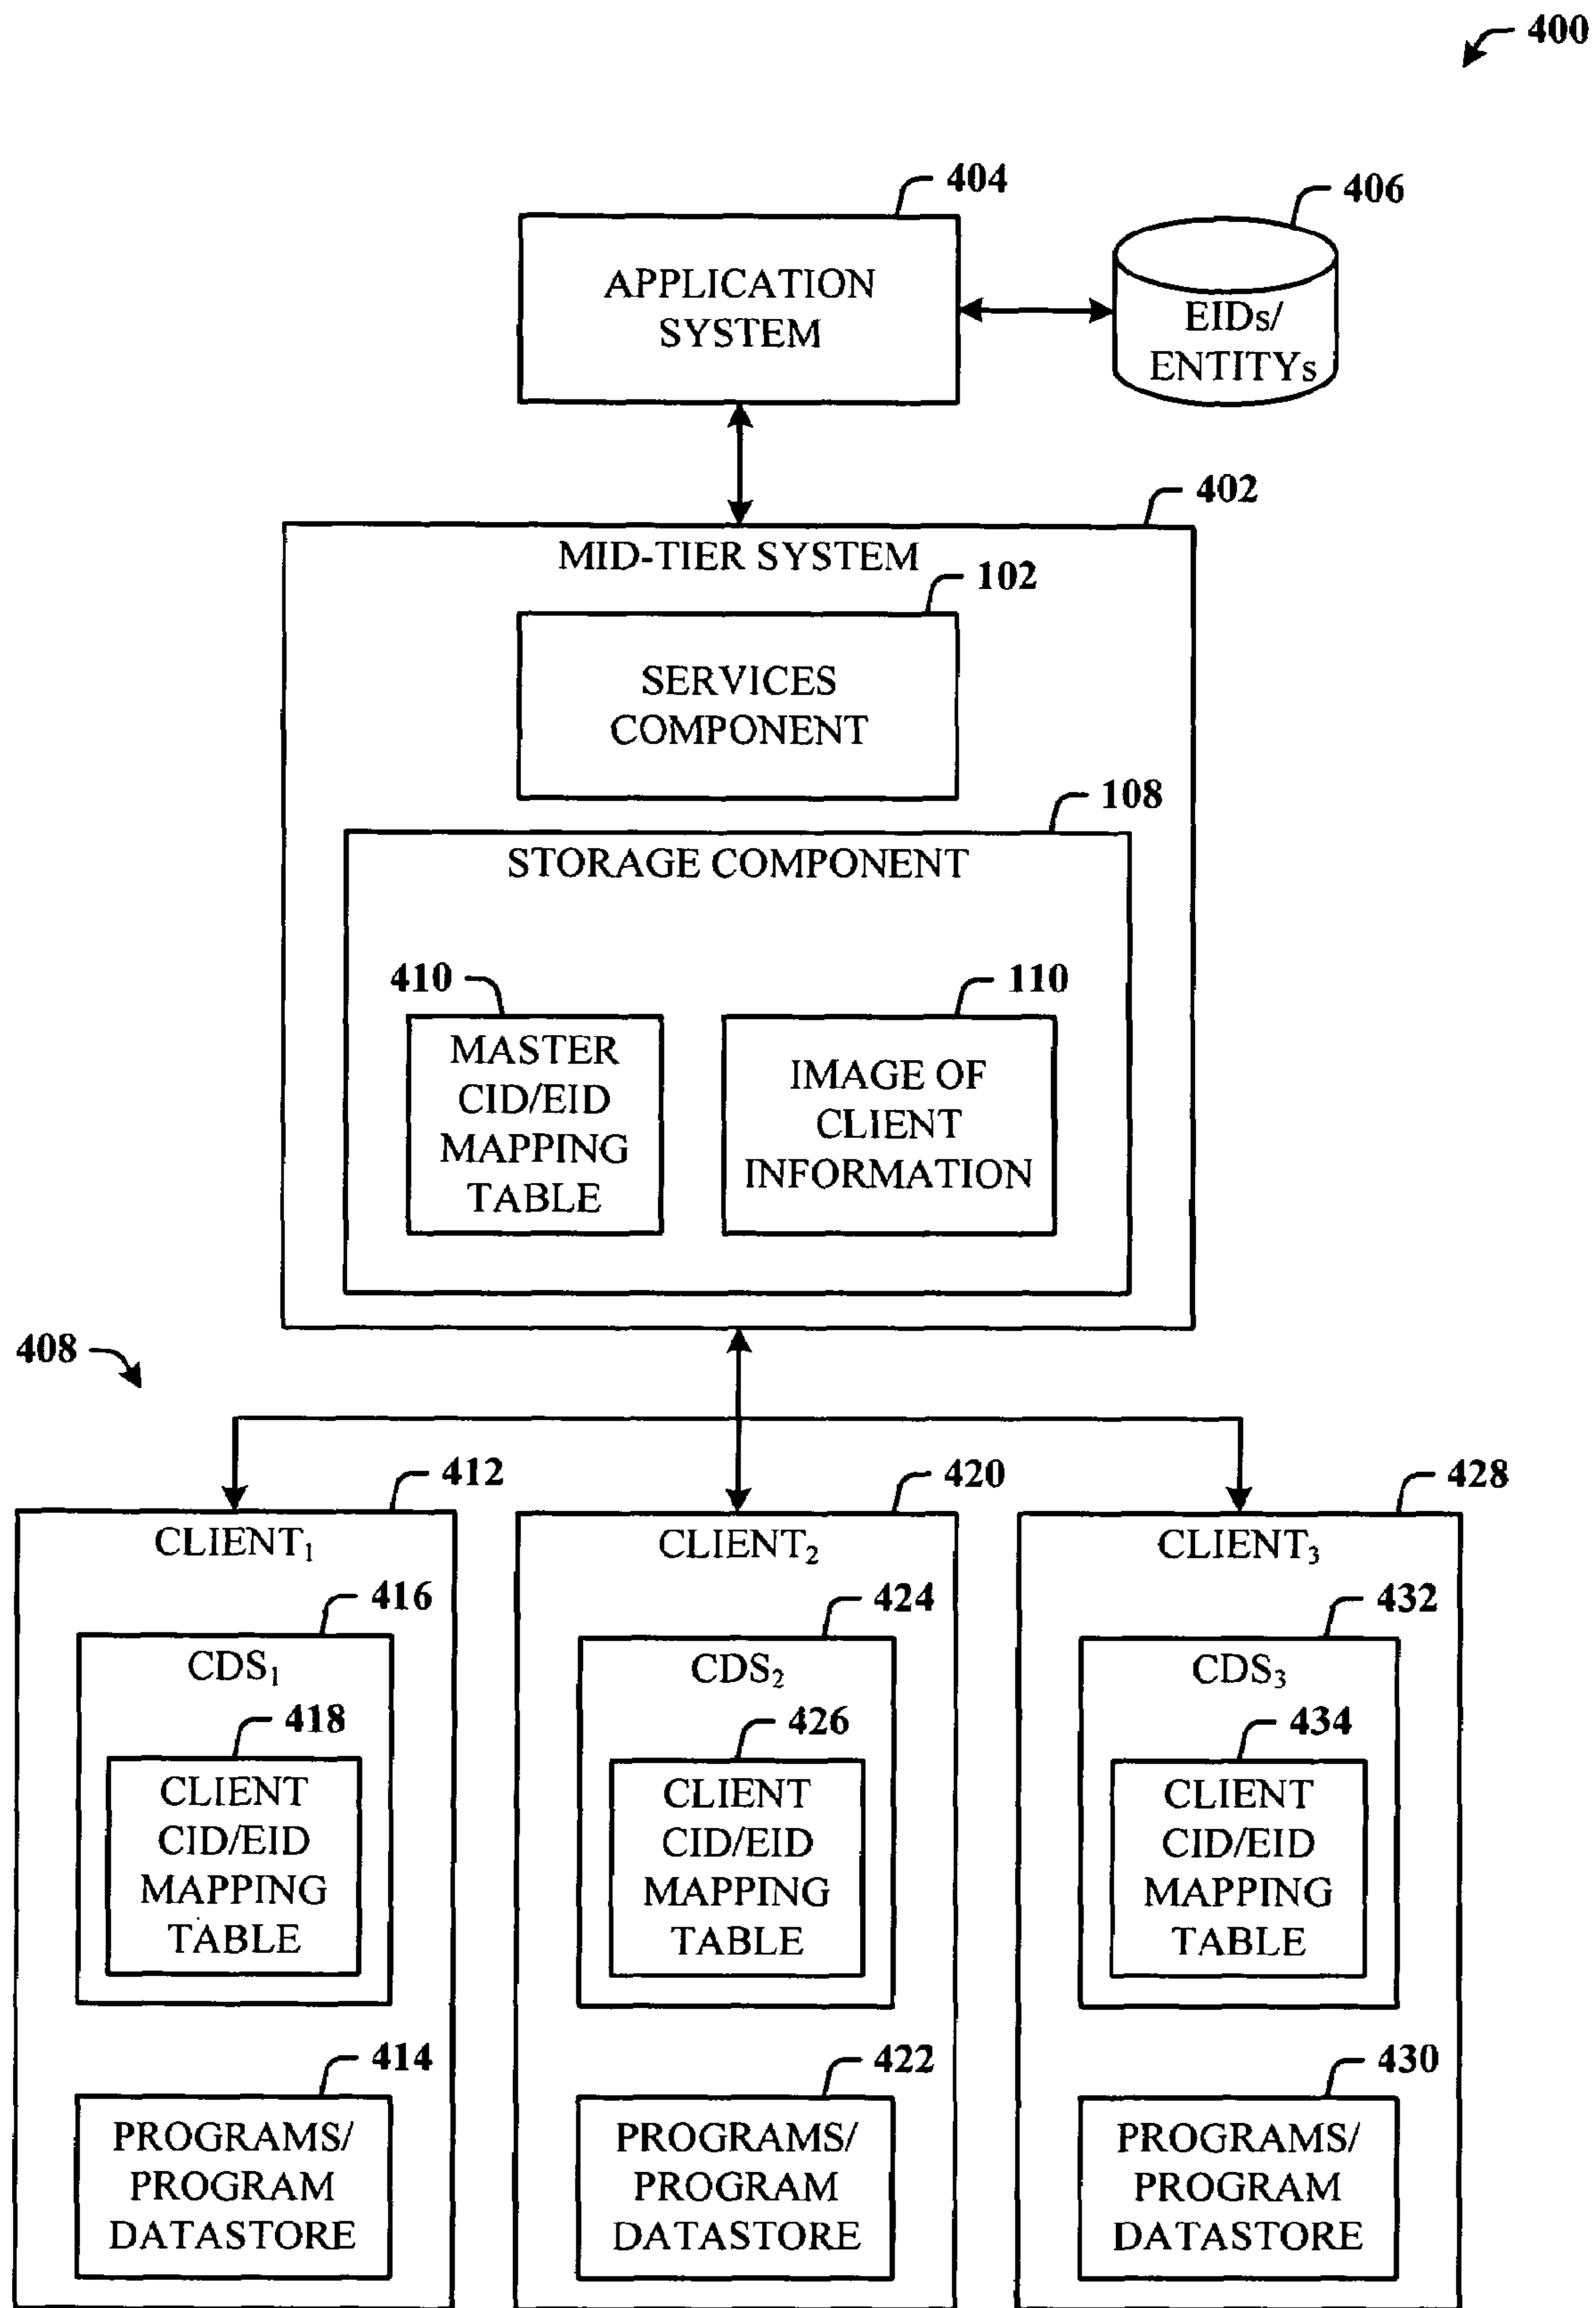 400
404
406
APPLICATION
SYSTEM
EIDs/
ENTITYs
402
MID-TIER SYSTEM
102
SERVICES
COMPONENT
108
STORAGE COMPONENT
410
110
MASTER
CID/EID
MAPPING
TABLE
IMAGE OF
CLIENT
INFORMATION
408
412
420
428
CLIENT₁
CLIENT₂
CLIENT₃
416
424
432
CDS₁
CDS₂
CDS₃
418
426
434
CLIENT
CID/EID
MAPPING
TABLE
CLIENT
CID/EID
MAPPING
TABLE
CLIENT
CID/EID
MAPPING
TABLE
414
422
430
PROGRAMS/
PROGRAM
DATASTORE
PROGRAMS/
PROGRAM
DATASTORE
PROGRAMS/
PROGRAM
DATASTORE